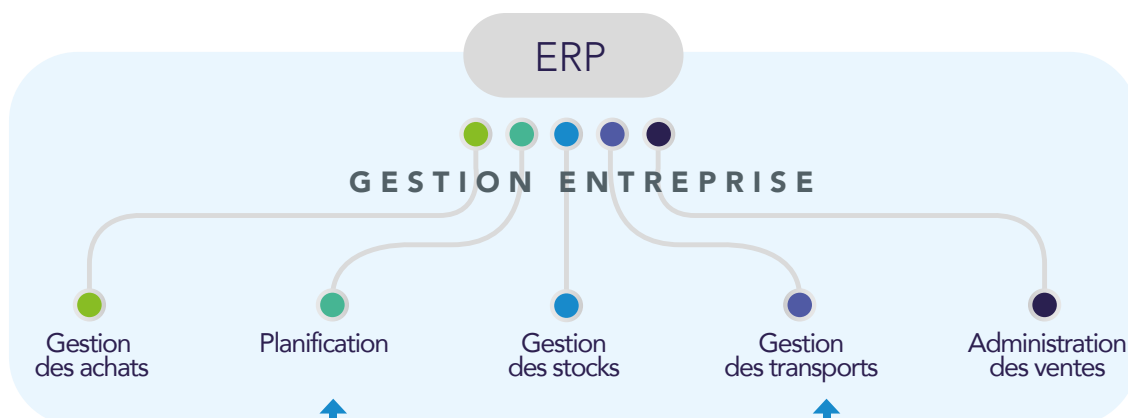 ERP
GESTION ENTREPRISE
Gestion
des achats
Planification
Gestion
des stocks
Gestion
des transports
Administration
des ventes